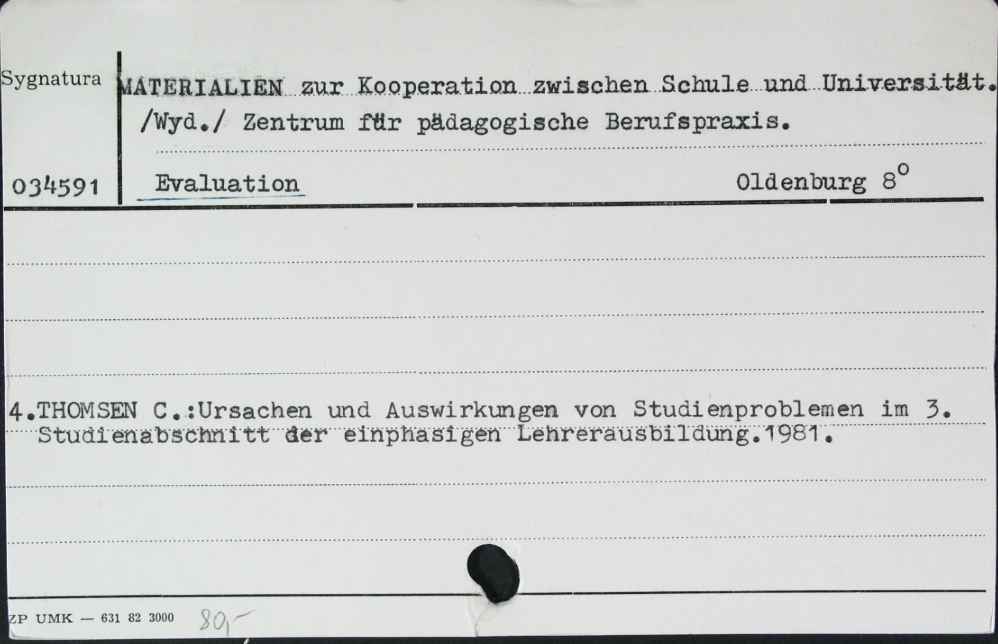 Sygnatura
MATERIALIEN zur Kooperation zwischen Schule und Universität.
/Wyd./ Zentrum für pädagogische Berufspraxis.
034591
Evaluation
Oldenburg 8°
4.THOMSEN C.:Ursachen und Auswirkungen von Studienproblemen im 3.
Studienabschnitt der einphasigen Lehrerausbildung.1981.
ZP UMK — 631 82 3000
80,-